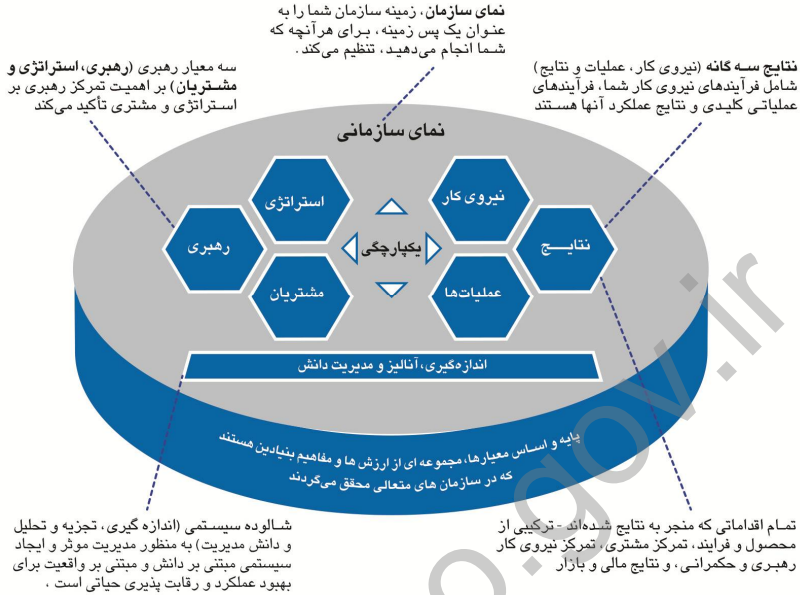 نمای سازمان، زمینه سازمان شما را به
عنوان یک پس زمینه، برای هرآنچه که
شما انجام می‌دهید، تنظیم می‌کند.
نتایج سه گانه (نیروی کار، عملیات و نتایج)
شامل فرآیندهای نیروی کار شما، فرآیندهای
عملیاتی کلیدی و نتایج عملکرد آنها هستند
سه معیار رهبری (رهبری، استراتژی و
مشتریان) بر اهمیت تمرکز رهبری بر
استراتژی و مشتری تأکید می‌کند
نمای سازمانی
نیروی کار
استراتژی
نتایـــج
یکپارچگی
رهبری
عملیات‌ها
مشتریان
اندازه‌گیری، آنالیز و مدیریت دانش
پایه و اساس معیارها، مجموعه ای از ارزش ها و مفاهیم بنیادین هستند
که در سازمان های متعالی محقق می‌گردند
تمام اقداماتی که منجر به نتایج شده‌اند - ترکیبی از
محصول و فرایند، تمرکز مشتری، تمرکز نیروی کار
رهبری و حکمرانی، و نتایج مالی و بازار
شالوده سیستمی (اندازه گیری، تجزیه و تحلیل
و دانش مدیریت) به منظور مدیریت موثر و ایجاد
سیستمی مبتنی بر دانش و مبتنی بر واقعیت برای
بهبود عملکرد و رقابت پذیری حیاتی است ،
o.gov.ir